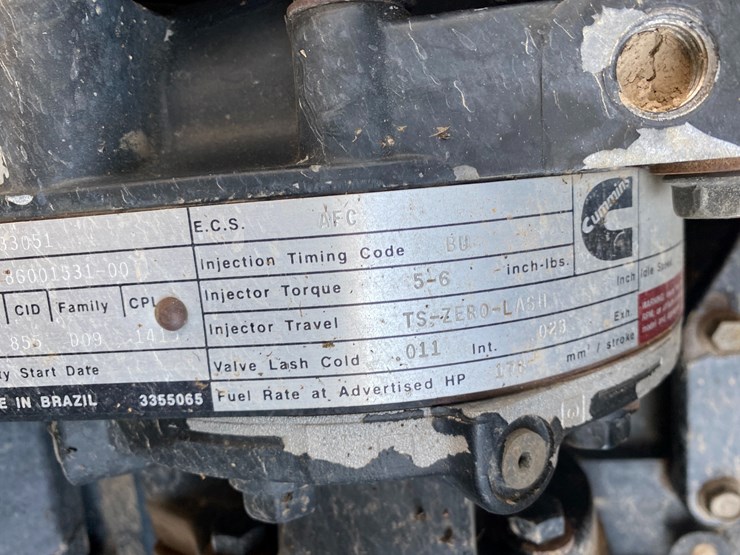 33051
E.C.S. AFC
Cummins
86001531-00
Injection Timing Code BU
CID Family CPL
Injector Torque 5-6 inch-lbs.
855 009
Injector Travel TS-ZERO-LASH Inch Idle
Valve Lash Cold .011 Int. .023 Exh.
y Start Date
Fuel Rate at Advertised HP mm³ / stroke
E IN BRAZIL 3355065